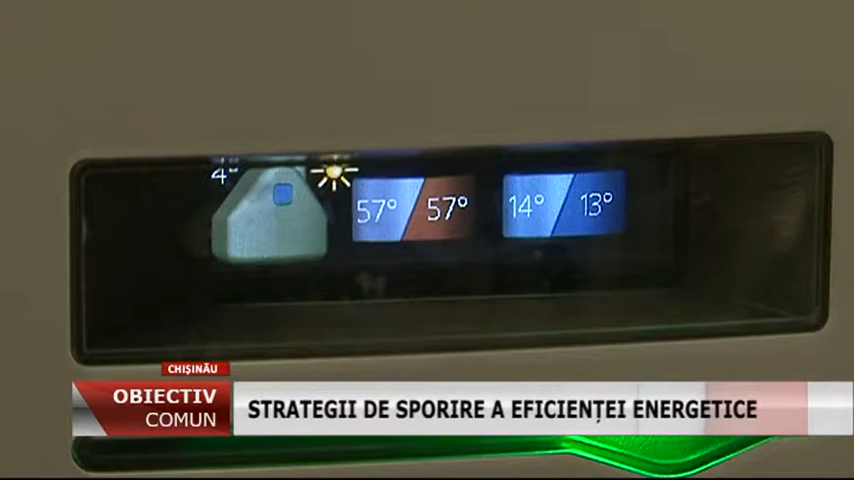 4°
57° 57° 14° 13°
CHIȘINĂU
OBIECTIV
COMUN
STRATEGII DE SPORIRE A EFICIENȚEI ENERGETICE